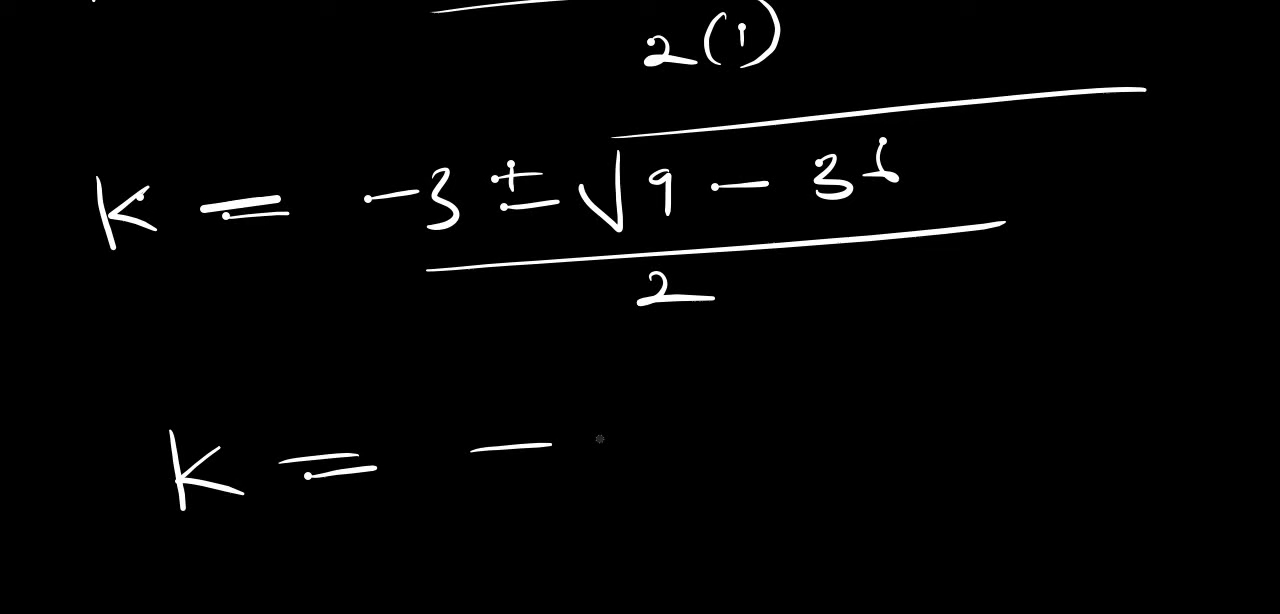 2(1)
K = -3 ± √9 - 36
2
K = -